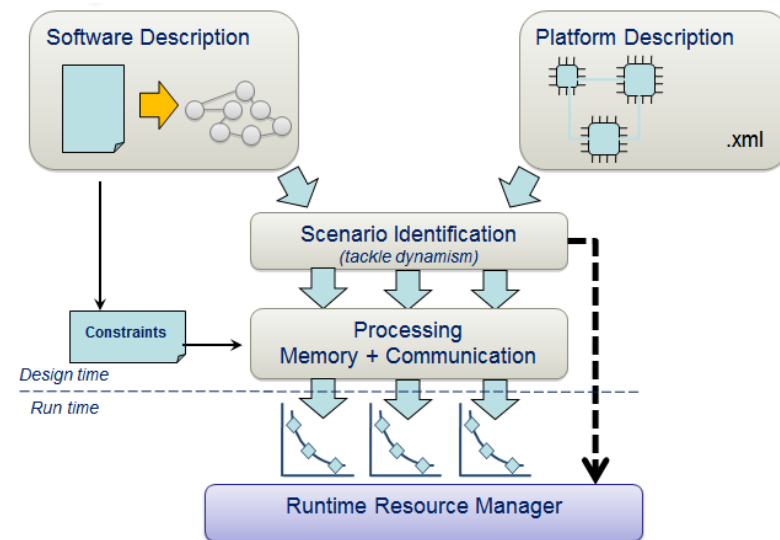 Software Description
Platform Description
.xml
Scenario Identification
(tackle dynamism)
Constraints
Processing
Memory + Communication
Design time
Run time
Runtime Resource Manager